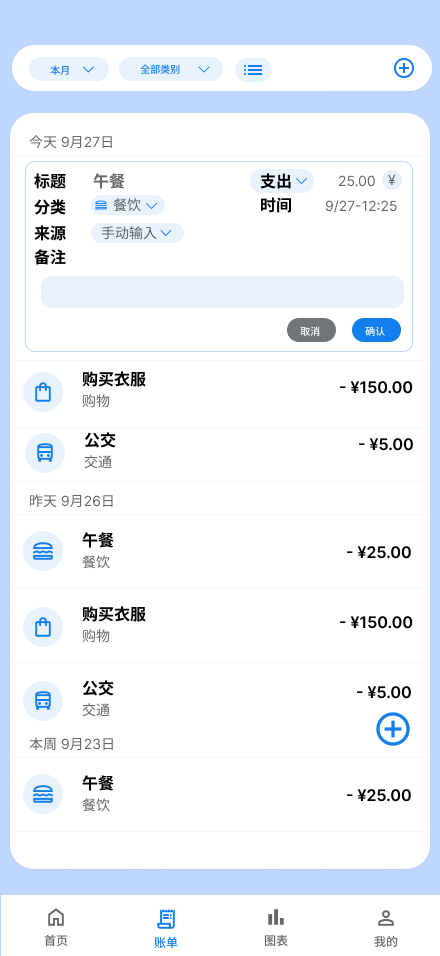 本月 全部类别
今天 9月27日
标题 午餐 支出 25.00 ¥
分类 餐饮 时间 9/27-12:25
来源 手动输入
备注
取消 确认
购买衣服
购物
- ¥150.00
公交
交通
- ¥5.00
昨天 9月26日
午餐
餐饮
- ¥25.00
购买衣服
购物
- ¥150.00
公交
交通
- ¥5.00
本周 9月23日
午餐
餐饮
- ¥25.00
首页 账单 图表 我的